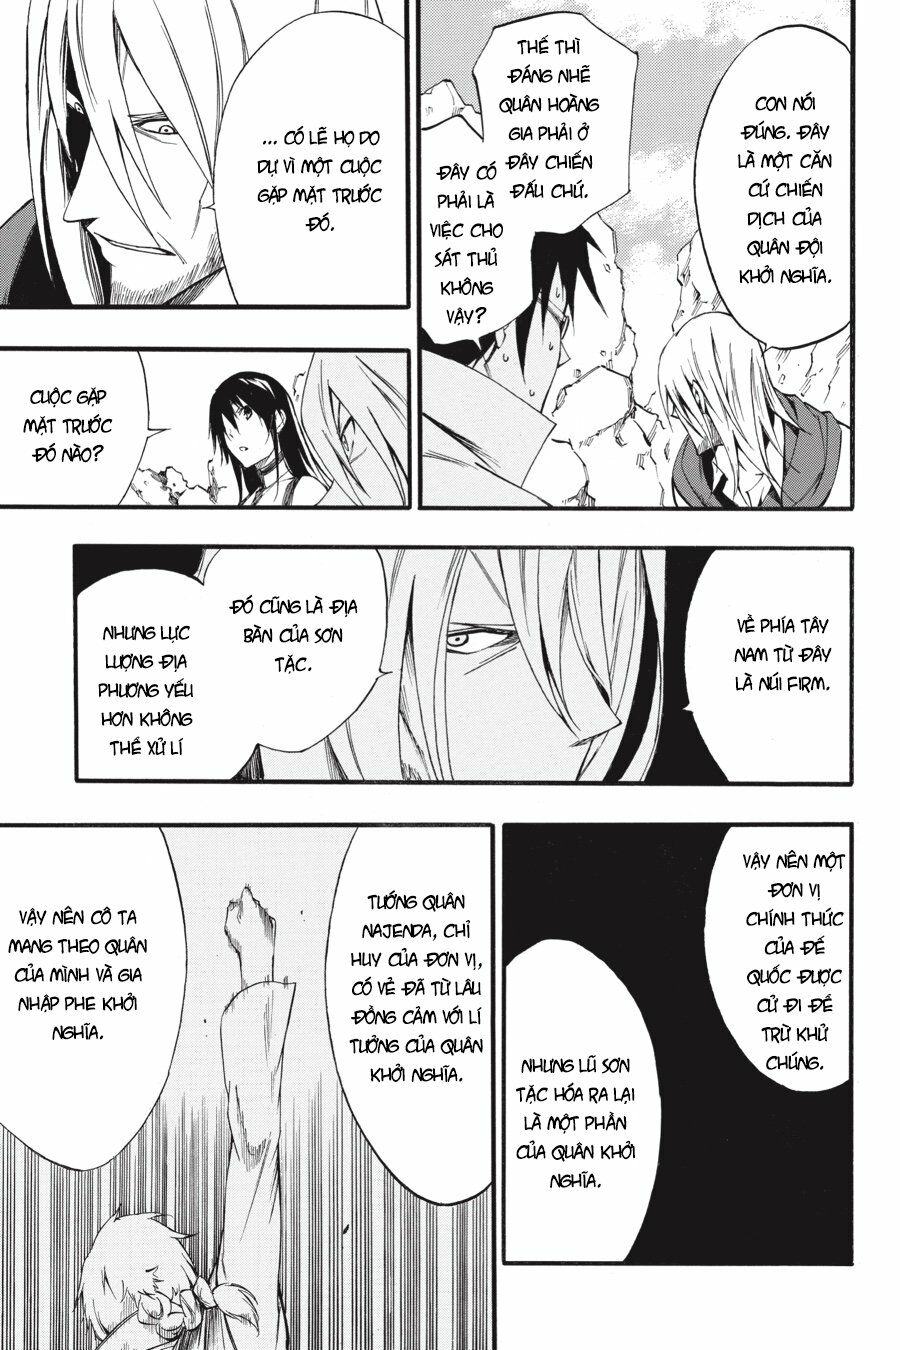 CON NÓI
ĐÚNG. ĐÂY
LÀ MỘT CĂN
CỨ CHIẾN
DỊCH CỦA
QUÂN ĐỘI
KHỞI NGHĨA.
THẾ THÌ
ĐÁNG NHẼ
QUÂN HOÀNG
GIA PHẢI Ở
ĐÂY CHIẾN
ĐẤU CHỨ.
ĐÂY CÓ
PHẢI LÀ
VIỆC CHO
SÁT THỦ
KHÔNG
VẬY?
... CÓ LẼ HỌ DO
DỰ VÌ MỘT CUỘC
GẶP MẶT TRƯỚC
ĐÓ.
CUỘC GẶP
MẶT TRƯỚC
ĐÓ NÀO?
VỀ PHÍA TÂY
NAM TỪ ĐÂY
LÀ NÚI FIRM.
ĐÓ CŨNG LÀ ĐỊA
BÀN CỦA SƠN
TẶC.
NHƯNG LỰC
LƯỢNG ĐỊA
PHƯƠNG YẾU
HƠN KHÔNG
THỂ XỬ LÍ
VẬY NÊN MỘT
ĐƠN VỊ
CHÍNH THỨC
CỦA ĐẾ
QUỐC ĐƯỢC
CỬ ĐI ĐỂ
TRỪ KHỬ
CHÚNG.
NHƯNG LŨ SƠN
TẶC HÓA RA LẠI
LÀ MỘT PHẦN
CỦA QUÂN KHỞI
NGHĨA.
TƯỚNG QUÂN
NAJENDA, CHỈ
HUY CỦA ĐƠN VỊ,
CÓ VẺ ĐÃ TỪ LÂU
ĐỒNG CẢM VỚI LÍ
TƯỞNG CỦA QUÂN
KHỞI NGHĨA.
VẬY NÊN CÔ TA
MANG THEO QUÂN
CỦA MÌNH VÀ GIA
NHẬP PHE KHỞI
NGHĨA.